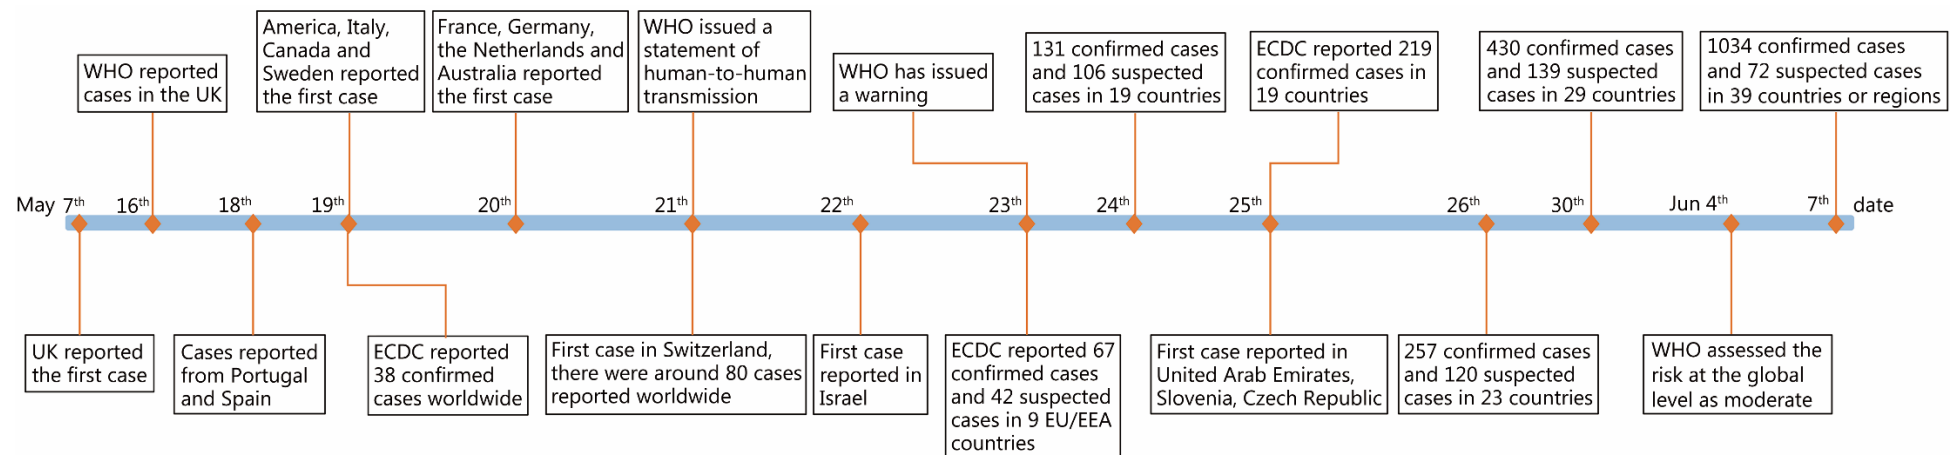 WHO reported
cases in the UK
America, Italy,
Canada and
Sweden reported
the first case
France, Germany,
the Netherlands and
Australia reported
the first case
WHO issued a
statement of
human-to-human
transmission
WHO has issued
a warning
131 confirmed cases
and 106 suspected
cases in 19 countries
ECDC reported 219
confirmed cases in
19 countries
430 confirmed cases
and 139 suspected
cases in 29 countries
1034 confirmed cases
and 72 suspected cases
in 39 countries or regions
May 7th 16th 18th 19th 20th 21th 22th 23th 24th 25th 26th 30th Jun 4th 7th date
UK reported
the first case
Cases reported
from Portugal
and Spain
ECDC reported
38 confirmed
cases worldwide
First case in Switzerland,
there were around 80 cases
reported worldwide
First case
reported in
Israel
ECDC reported 67
confirmed cases
and 42 suspected
cases in 9 EU/EEA
countries
First case reported in
United Arab Emirates,
Slovenia, Czech Republic
257 confirmed cases
and 120 suspected
cases in 23 countries
WHO assessed the
risk at the global
level as moderate